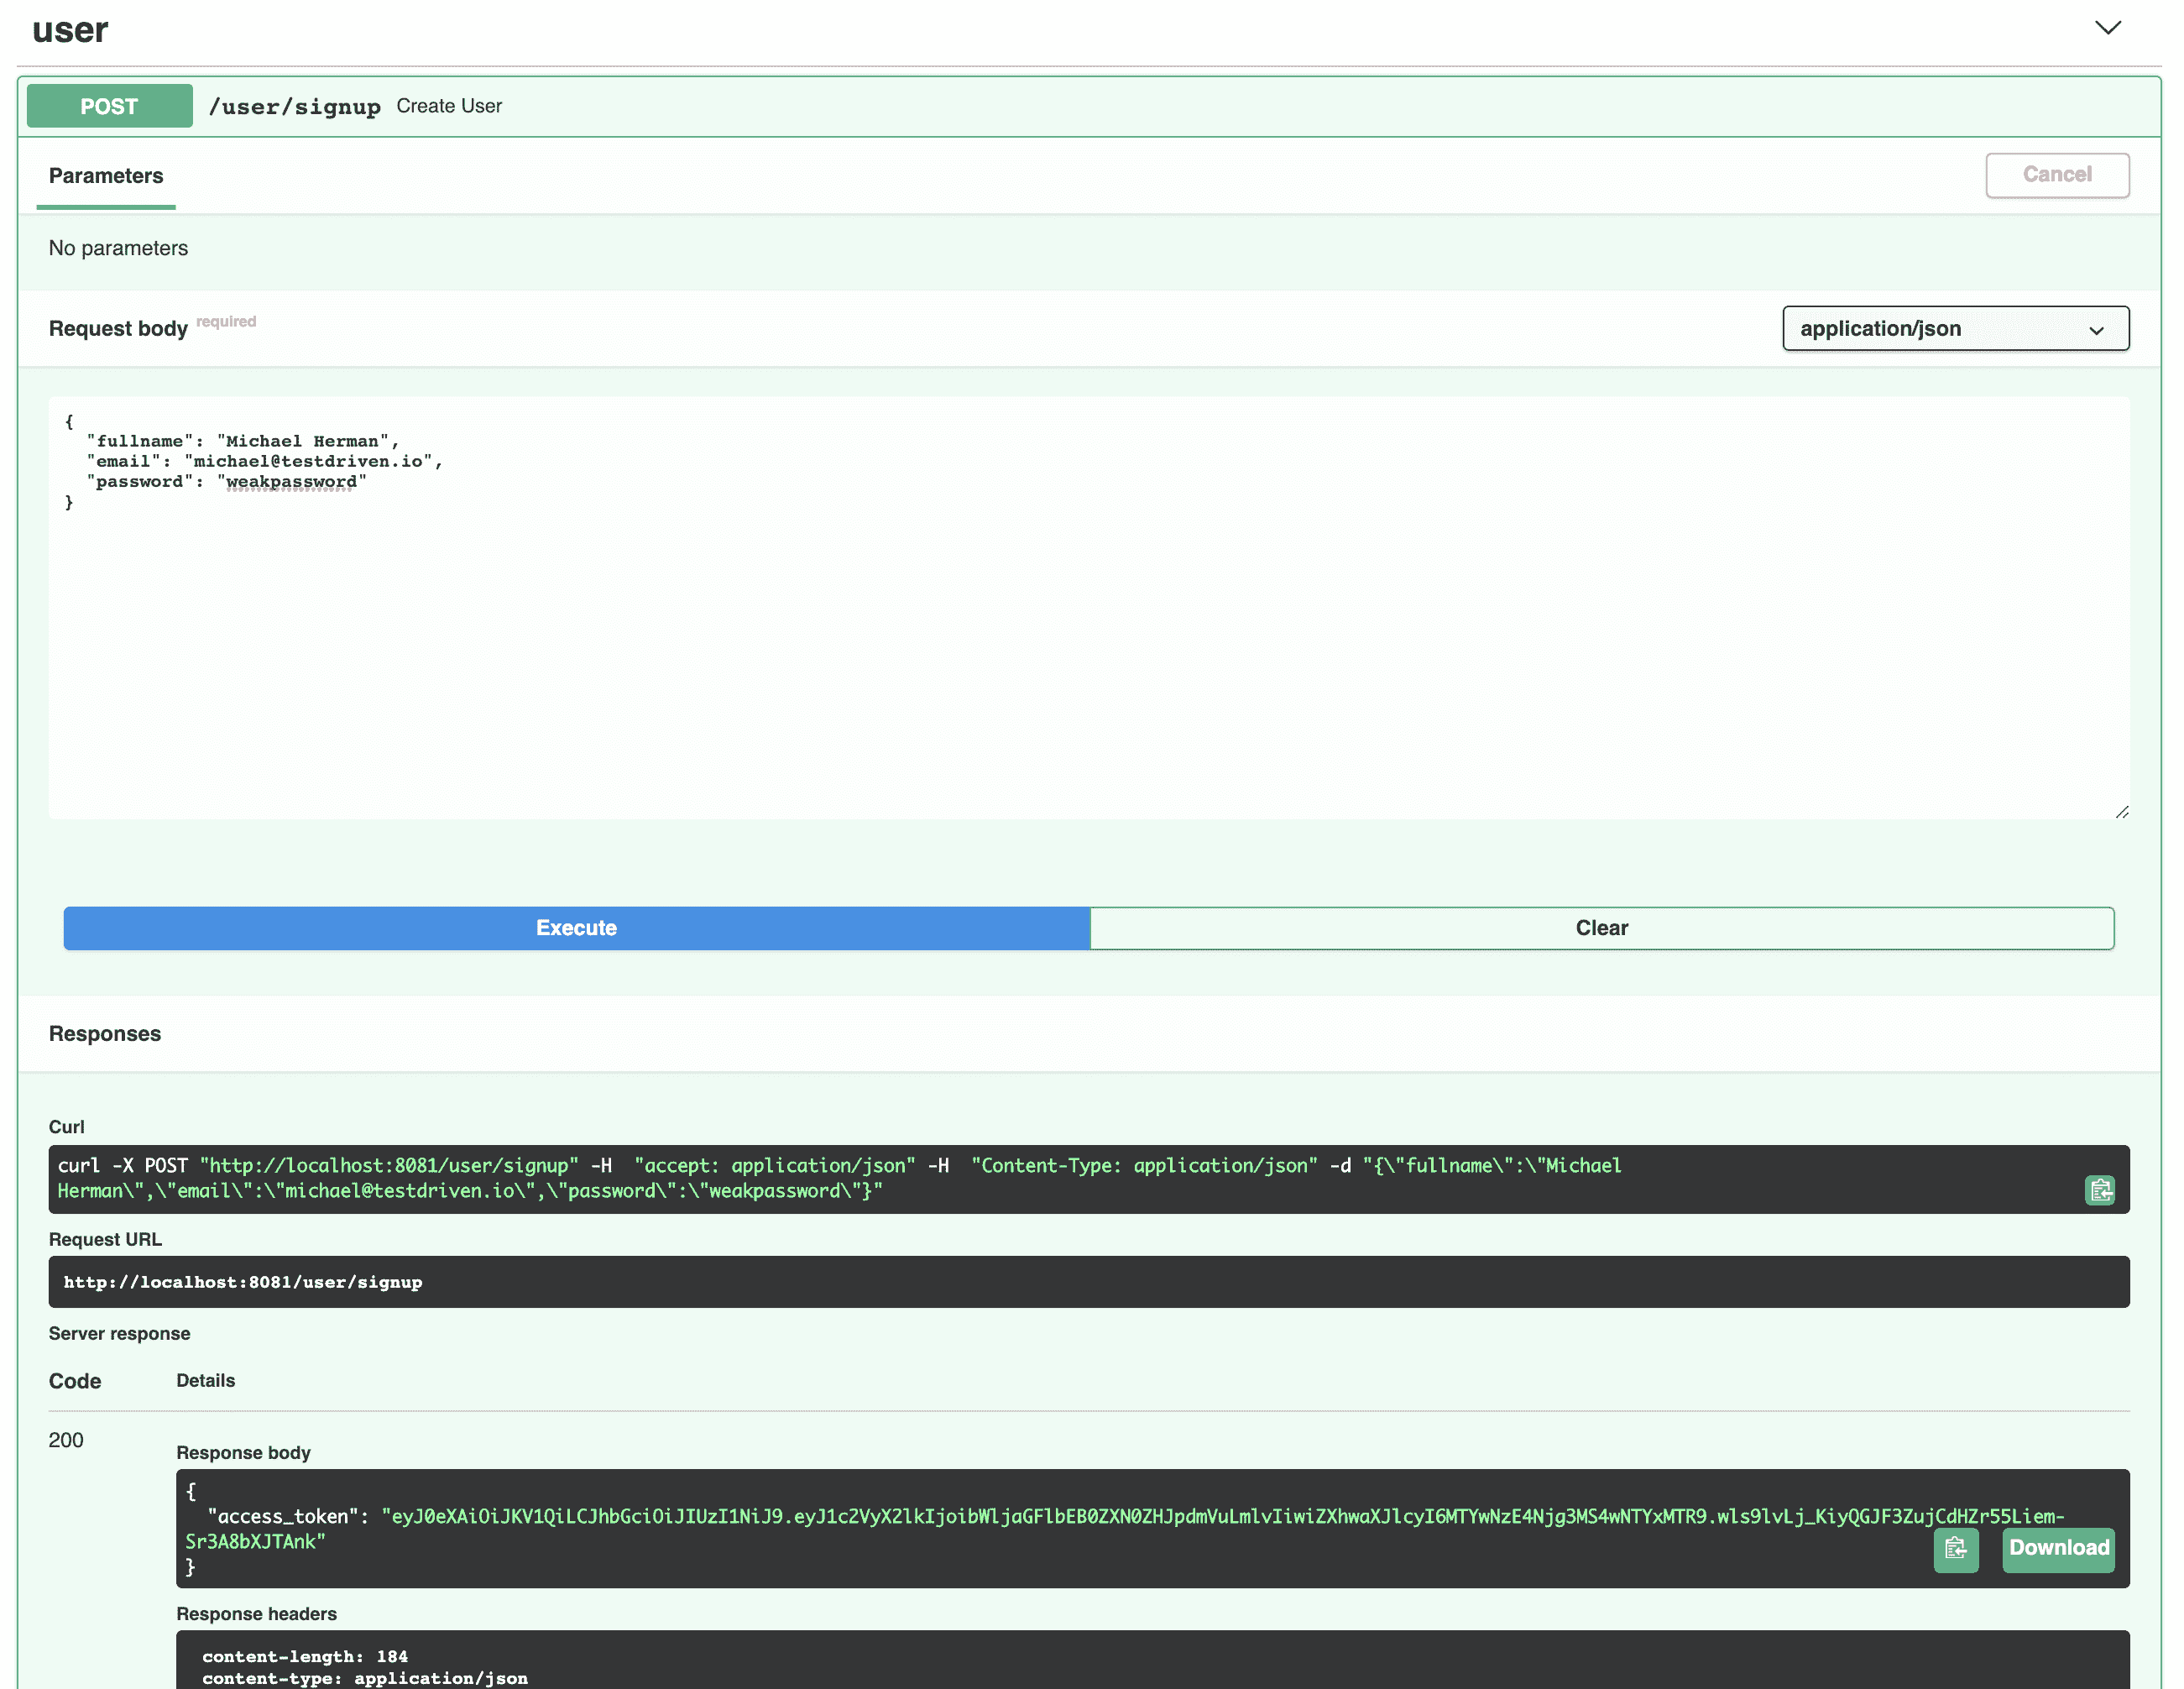 user
POST /user/signup Create User
Parameters
Cancel
No parameters
Request body required
application/json
{
"fullname": "Michael Herman",
"email": "michael@testdriven.io",
"password": "weakpassword"
}
Execute
Clear
Responses
Curl
curl -X POST "http://localhost:8081/user/signup" -H  "accept: application/json" -H  "Content-Type: application/json" -d "{\"fullname\":\"Michael
Herman\",\"email\":\"michael@testdriven.io\",\"password\":\"weakpassword\"}"
Request URL
http://localhost:8081/user/signup
Server response
Code Details
200
Response body
{
"access_token": "eyJ0eXAiOiJKV1QiLCJhbGciOiJIUzI1NiJ9.eyJ1c2VyX2lkIjoibWljaGFlbEB0ZXN0ZHJpdmVuLmlvIiwiZXhwaXJlcyI6MTYwNzE4Njg3MS4wNTYxMTR9.wls9lvLj_KiyQGJF3ZujCdHZr55Liem-
Sr3A8bXJTAnk"
}
Download
Response headers
content-length: 184
content-type: application/json